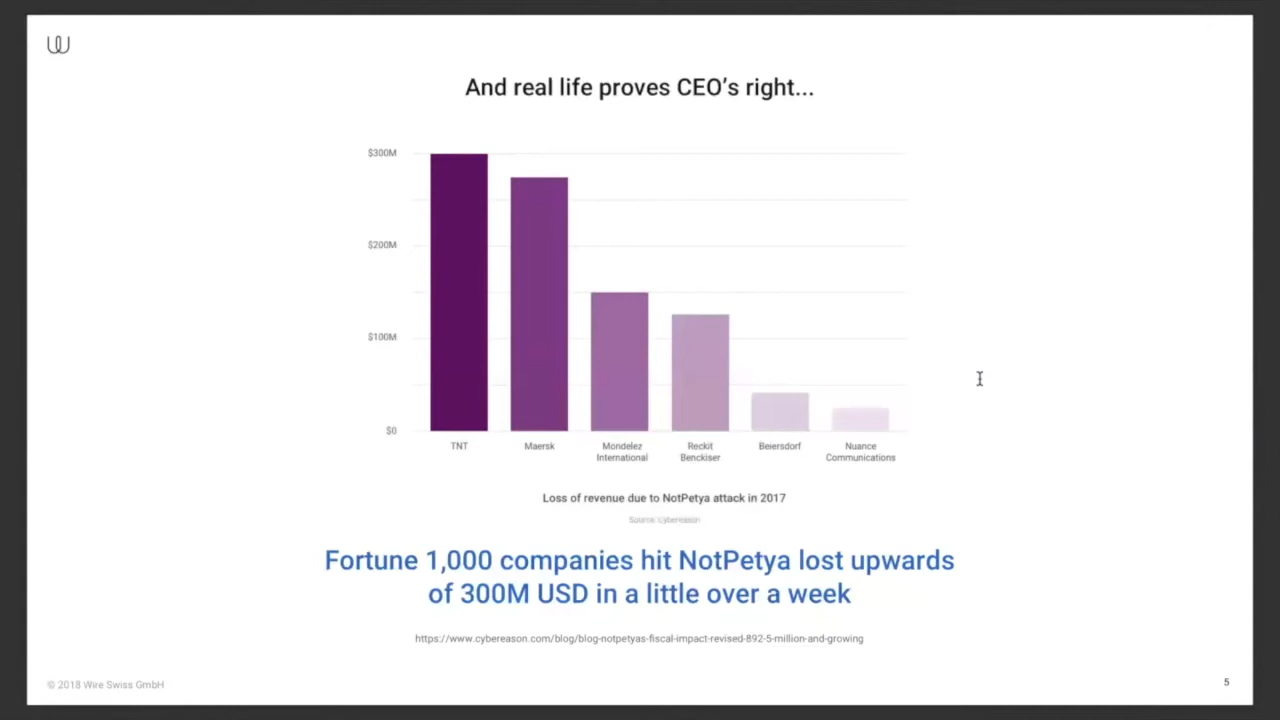 And real life proves CEO's right...
$300M
$200M
$100M
$0
TNT
Maersk
Mondelez
International
Reckit
Benckiser
Beiersdorf
Nuance
Communications
Loss of revenue due to NotPetya attack in 2017
Source: Cybereason
Fortune 1,000 companies hit NotPetya lost upwards
of 300M USD in a little over a week
https://www.cybereason.com/blog/blog-notpetyas-fiscal-impact-revised-892-5-million-and-growing
© 2018 Wire Swiss GmbH
5